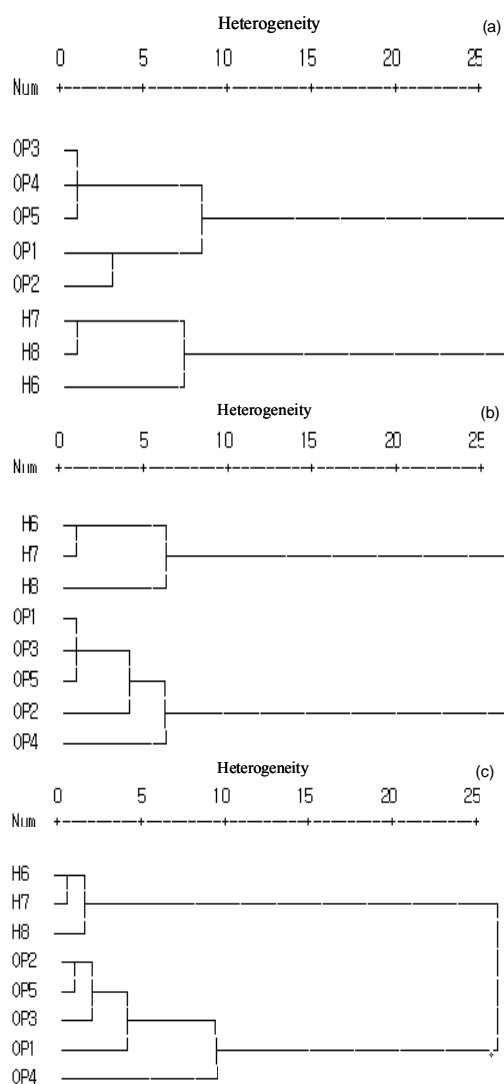 Heterogeneity (a)
0 5 10 15 20 25
Num
OP3
OP4
OP5
OP1
OP2
H7
H8
H6
Heterogeneity (b)
0 5 10 15 20 25
Num
H6
H7
H8
OP1
OP3
OP5
OP2
OP4
Heterogeneity (c)
0 5 10 15 20 25
Num
H6
H7
H8
OP2
OP5
OP3
OP1
OP4